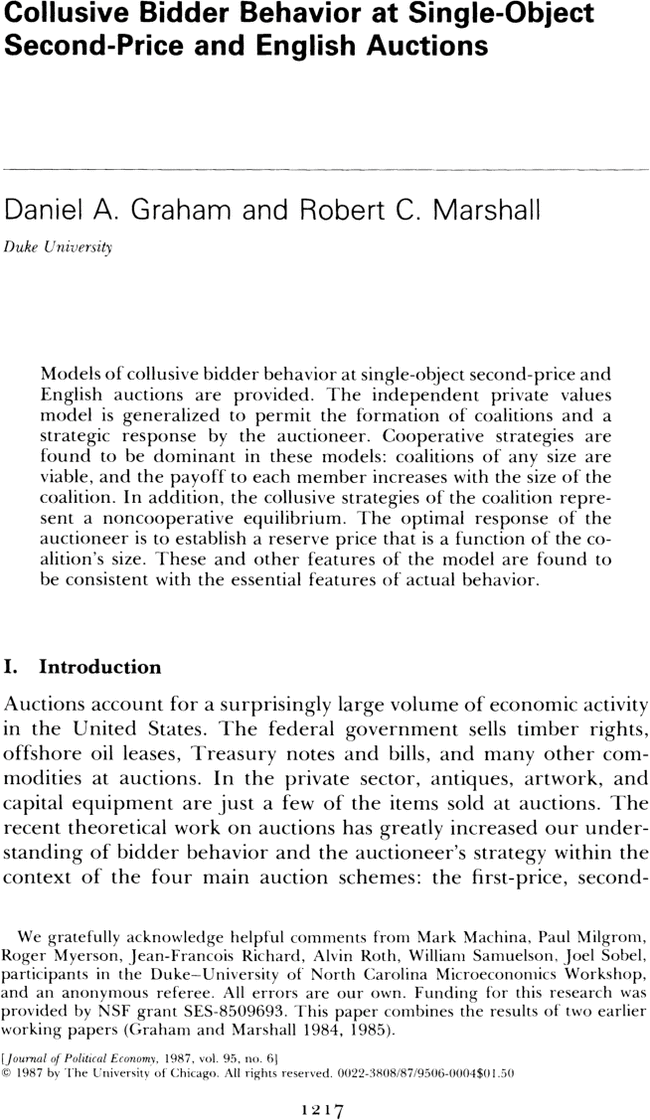 Collusive Bidder Behavior at Single-Object
Second-Price and English Auctions
Daniel A. Graham and Robert C. Marshall
Duke University
Models of collusive bidder behavior at single-object second-price and
English auctions are provided. The independent private values
model is generalized to permit the formation of coalitions and a
strategic response by the auctioneer. Cooperative strategies are
found to be dominant in these models: coalitions of any size are
viable, and the payoff to each member increases with the size of the
coalition. In addition, the collusive strategies of the coalition repre-
sent a noncooperative equilibrium. The optimal response of the
auctioneer is to establish a reserve price that is a function of the co-
alition's size. These and other features of the model are found to
be consistent with the essential features of actual behavior.
I. Introduction
Auctions account for a surprisingly large volume of economic activity
in the United States. The federal government sells timber rights,
offshore oil leases, Treasury notes and bills, and many other com-
modities at auctions. In the private sector, antiques, artwork, and
capital equipment are just a few of the items sold at auctions. The
recent theoretical work on auctions has greatly increased our under-
standing of bidder behavior and the auctioneer's strategy within the
context of the four main auction schemes: the first-price, second-
We gratefully acknowledge helpful comments from Mark Machina, Paul Milgrom,
Roger Myerson, Jean-Francois Richard, Alvin Roth, William Samuelson, Joel Sobel,
participants in the Duke–University of North Carolina Microeconomics Workshop,
and an anonymous referee. All errors are our own. Funding for this research was
provided by NSF grant SES-8509693. This paper combines the results of two earlier
working papers (Graham and Marshall 1984, 1985).
[Journal of Political Economy, 1987, vol. 95, no. 6]
© 1987 by The University of Chicago. All rights reserved. 0022-3808/87/9506-0004$01.50
1217